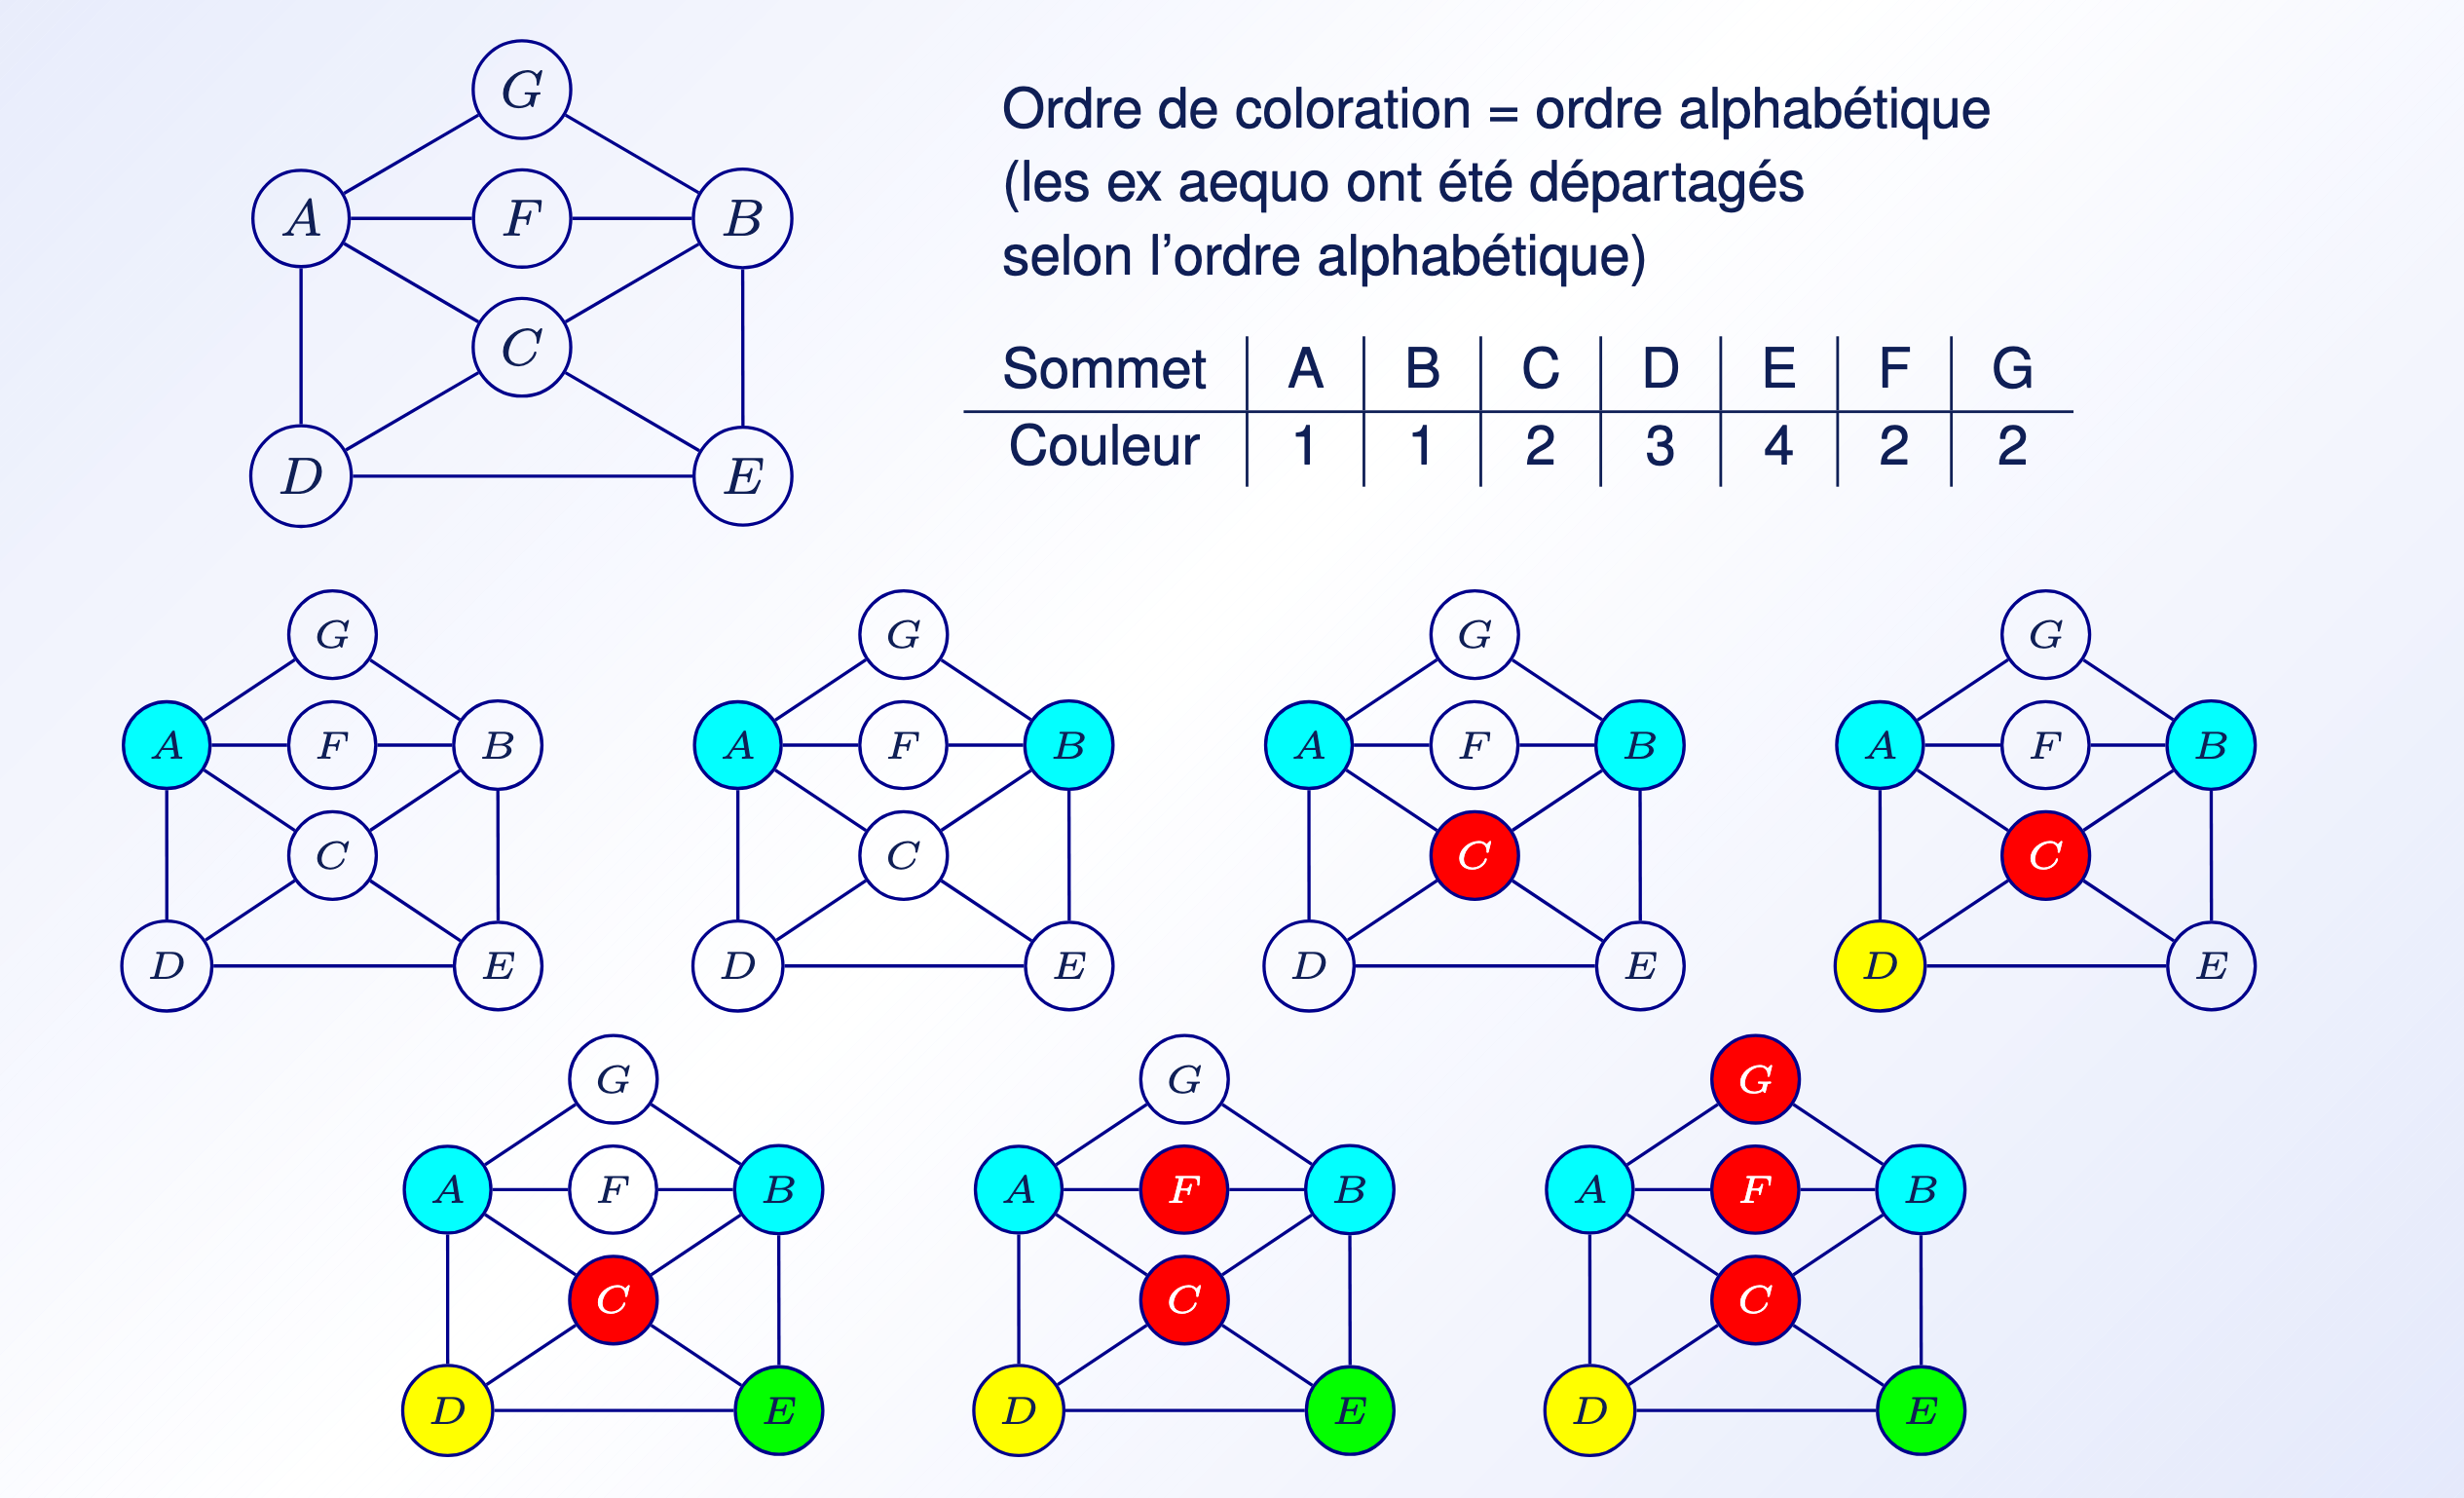 G
A F B
C
D E
Ordre de coloration = ordre alphabétique
(les ex aequo ont été départagés
selon l'ordre alphabétique)
Sommet A B C D E F G
Couleur 1 1 2 3 4 2 2
G G G G
A F B A F B A F B A F B
C C C C
D E D E D E D E
G G G
A F B A F B A F B
C C C
D E D E D E